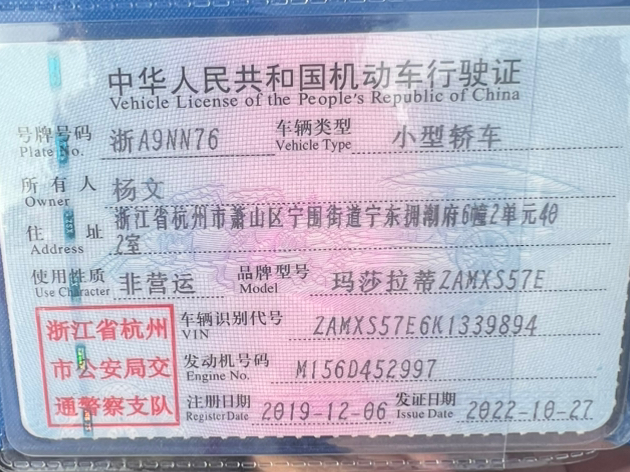 中华人民共和国机动车行驶证
Vehicle License of the People's Republic of China
号牌号码 浙A9NN76 车辆类型 小型轿车
Plate No. Vehicle Type
所有人 杨文
Owner
住址 浙江省杭州市萧山区宁围街道宁东拥潮府6幢2单元40
Address 2室
使用性质 非营运 品牌型号 玛莎拉蒂ZAMXS57E
Use Character Model
浙江省杭州 车辆识别代号 ZAMXS57E6K1339894
VIN
市公安局交 发动机号码 M156D452997
Engine No.
通警察支队 注册日期 2019-12-06 发证日期 2022-10-27
Register Date Issue Date